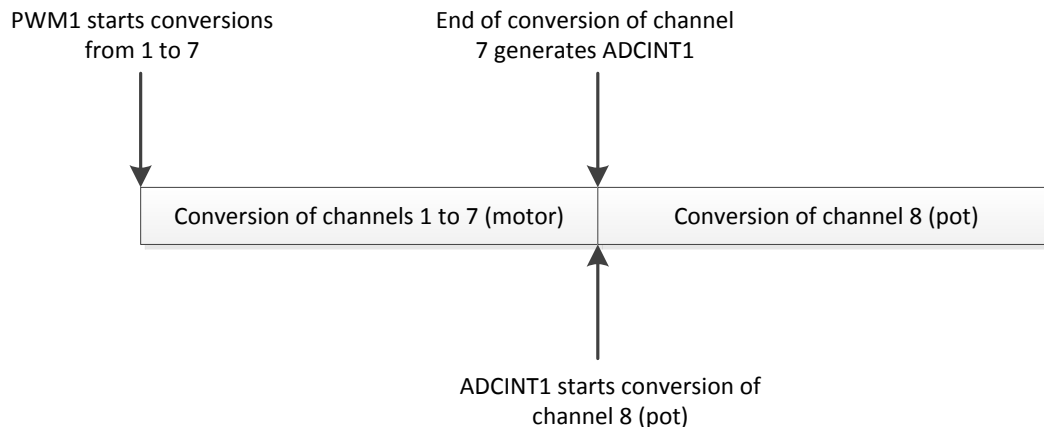 PWM1 starts conversions
from 1 to 7
End of conversion of channel
7 generates ADCINT1
Conversion of channels 1 to 7 (motor)
Conversion of channel 8 (pot)
ADCINT1 starts conversion of
channel 8 (pot)